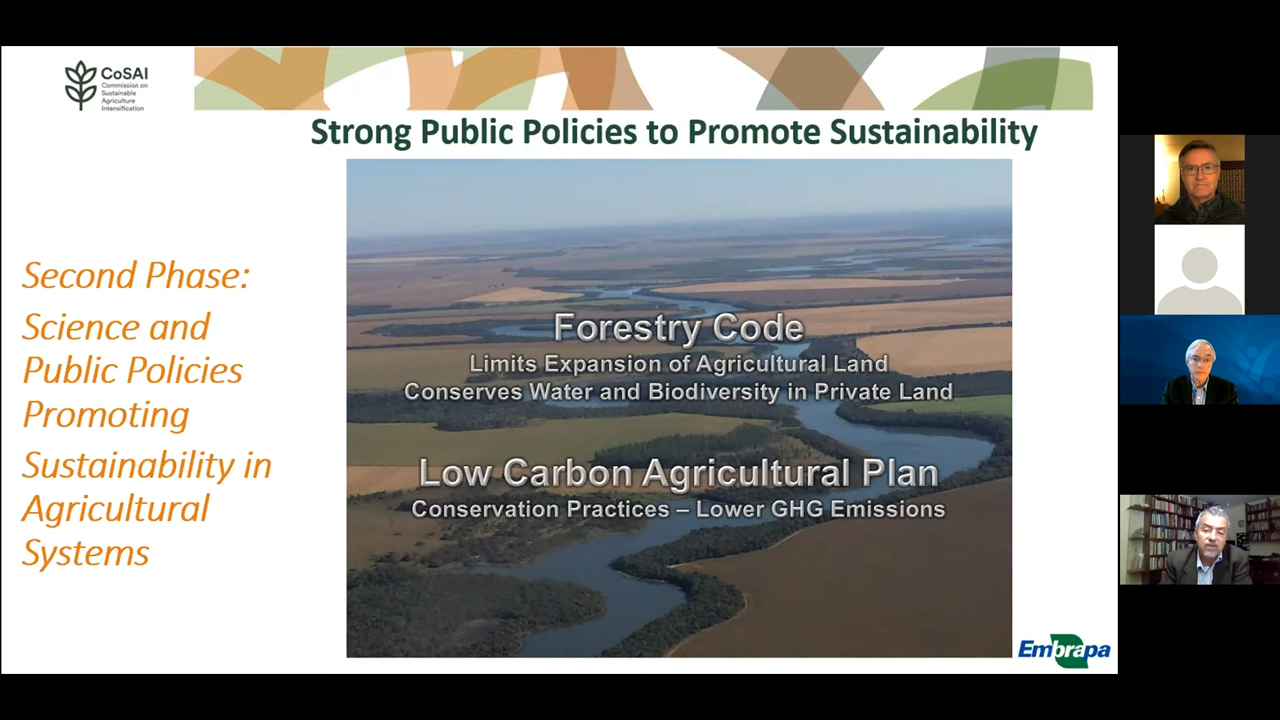 CoSAI
Commission on
Sustainable
Agriculture
Intensification
Strong Public Policies to Promote Sustainability
Second Phase:
Science and
Public Policies
Promoting
Sustainability in
Agricultural
Systems
Forestry Code
Limits Expansion of Agricultural Land
Conserves Water and Biodiversity in Private Land
Low Carbon Agricultural Plan
Conservation Practices – Lower GHG Emissions
Embrapa